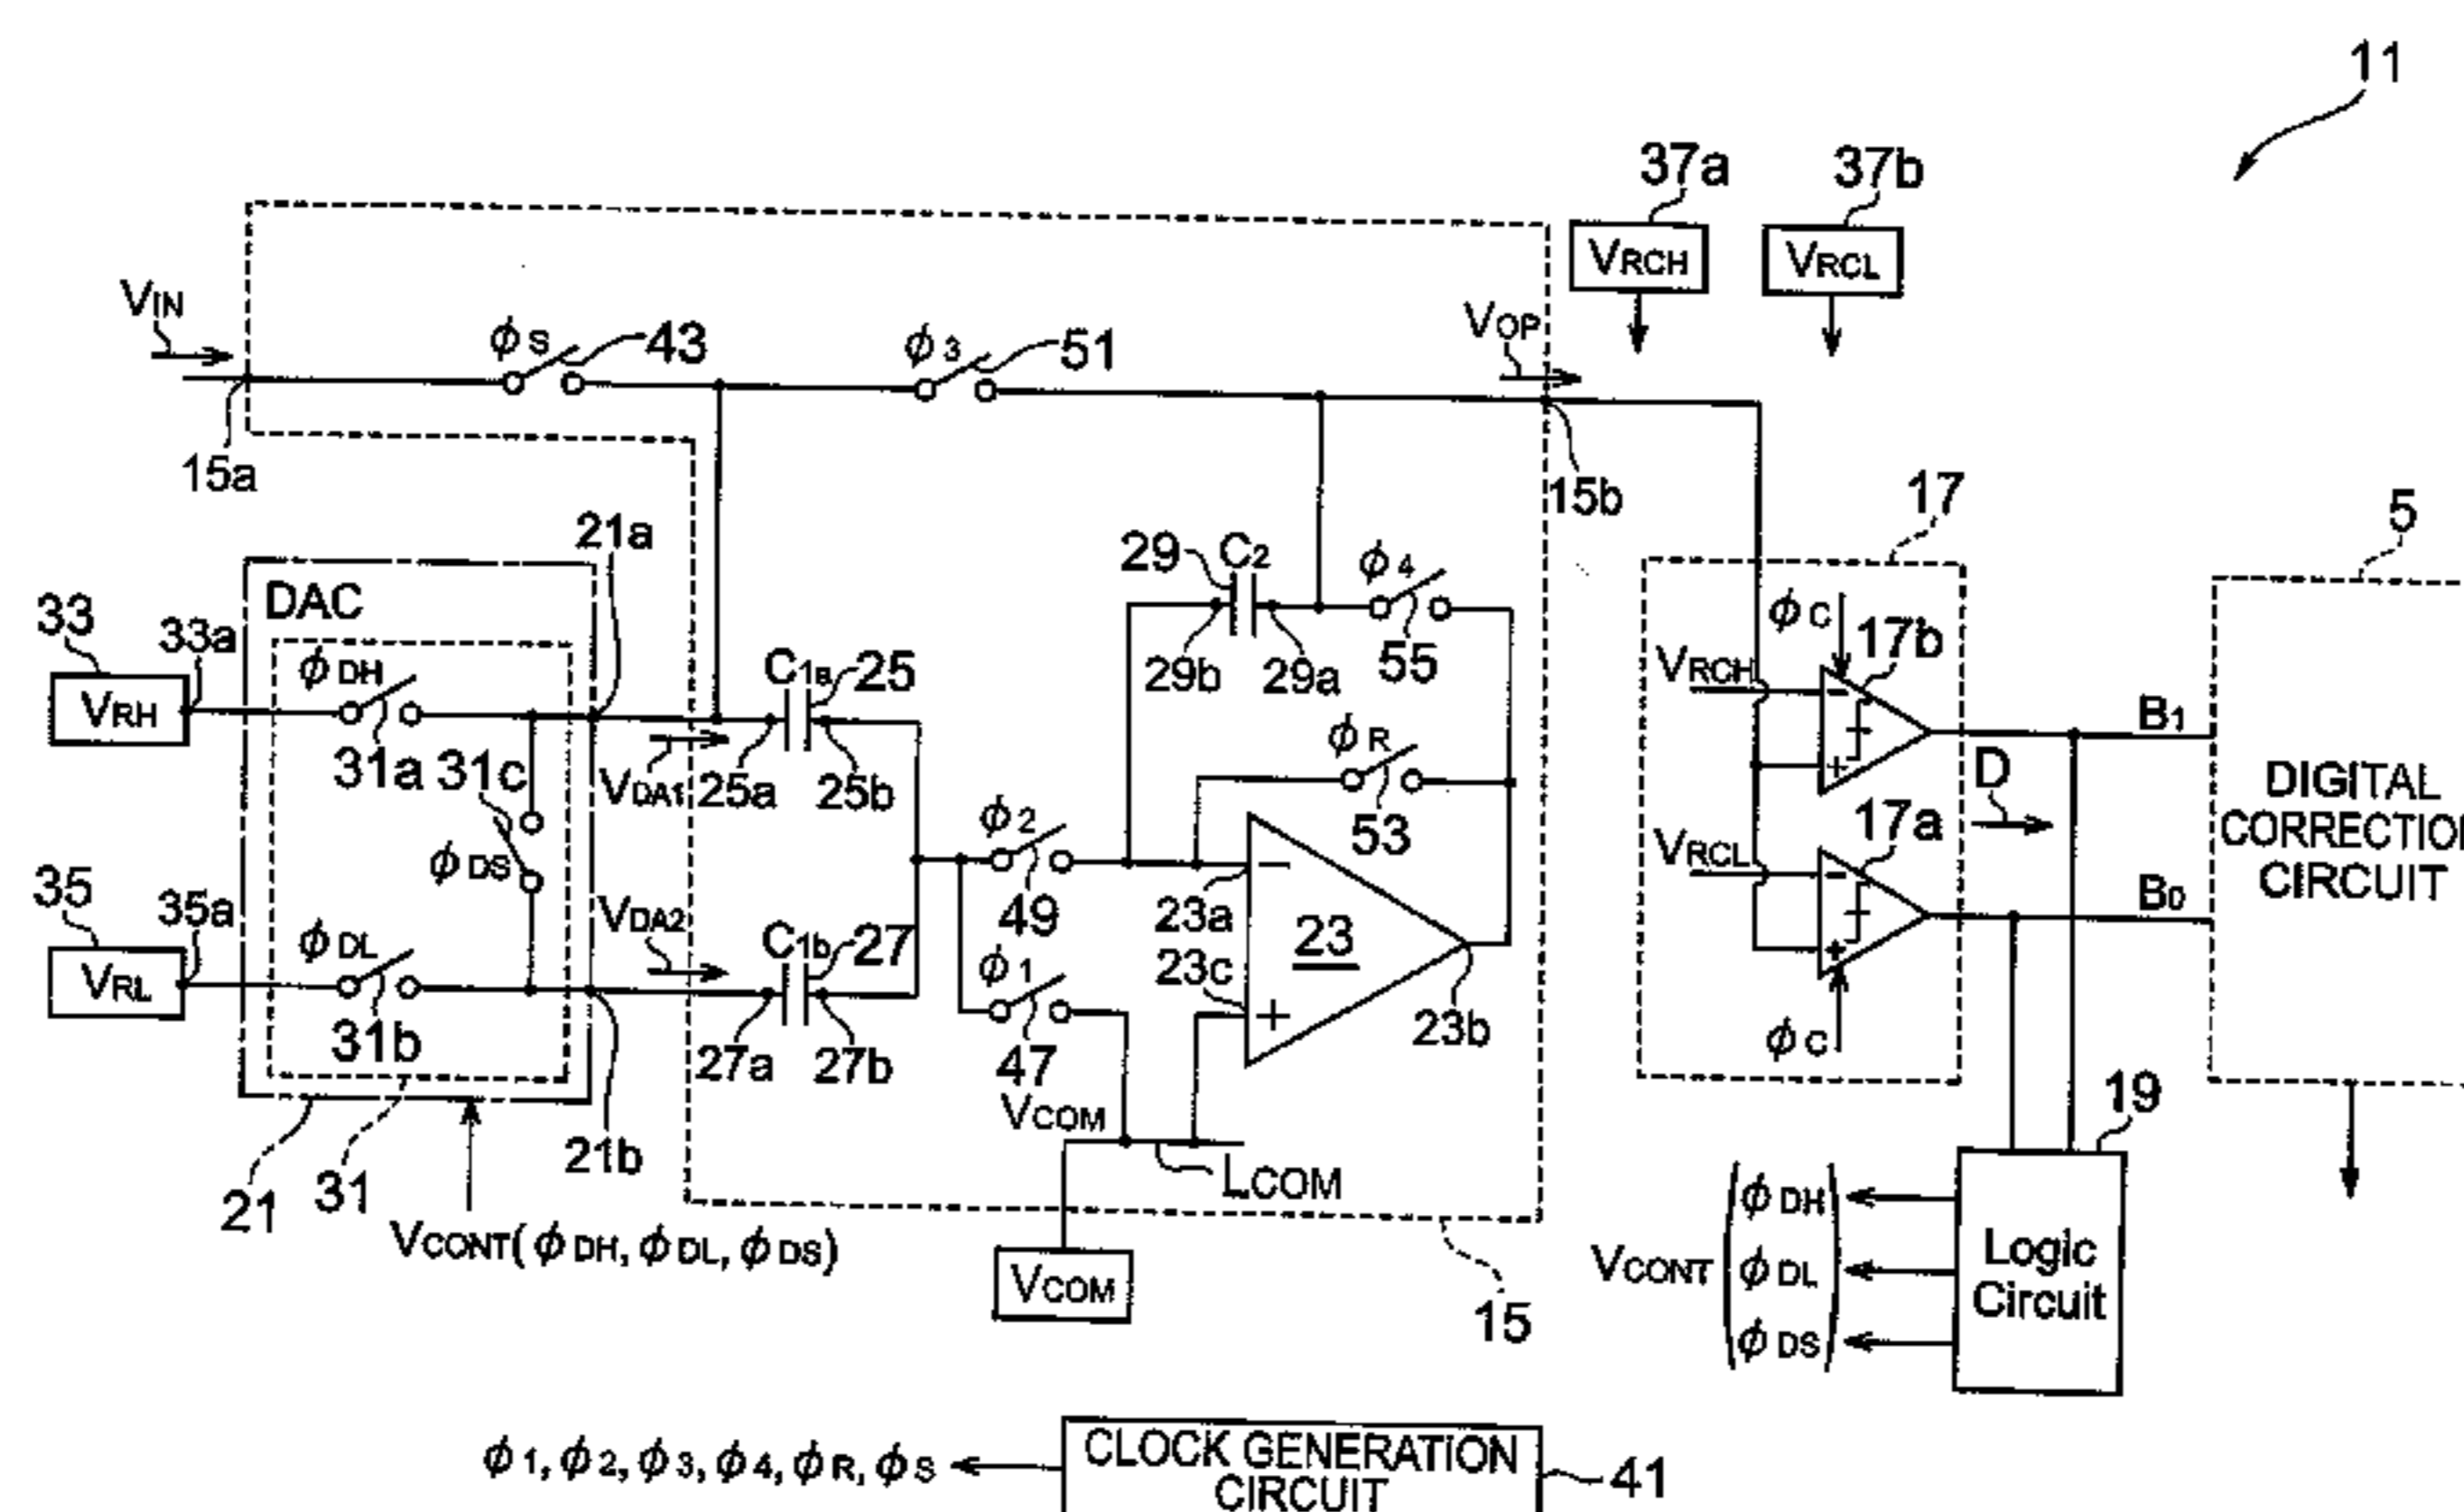 11
37a
37b
VRCH
VRCL
VIN
ϕS
43
ϕ3
51
VOP
15a
15b
17
5
21a
29
C2
ϕ4
33
33a
DAC
ϕDH
VRH
31a
31c
ϕDS
C1a
25
VDA1
25a
25b
29b
29a
55
ϕR
53
ϕC
17b
VRCH
B1
D
17a
VRCL
B0
DIGITAL
CORRECTION
CIRCUIT
35
35a
VRL
ϕDL
31b
VDA2
C1b
27
27a
27b
ϕ2
49
ϕ1
47
VCOM
23a
23
23c
23b
ϕC
19
21
31
21b
VCONT(ϕDH, ϕDL, ϕDS)
LCOM
VCOM
15
VCONT
ϕDH
ϕDL
ϕDS
Logic
Circuit
ϕ1, ϕ2, ϕ3, ϕ4, ϕR, ϕS
CLOCK GENERATION
CIRCUIT
41